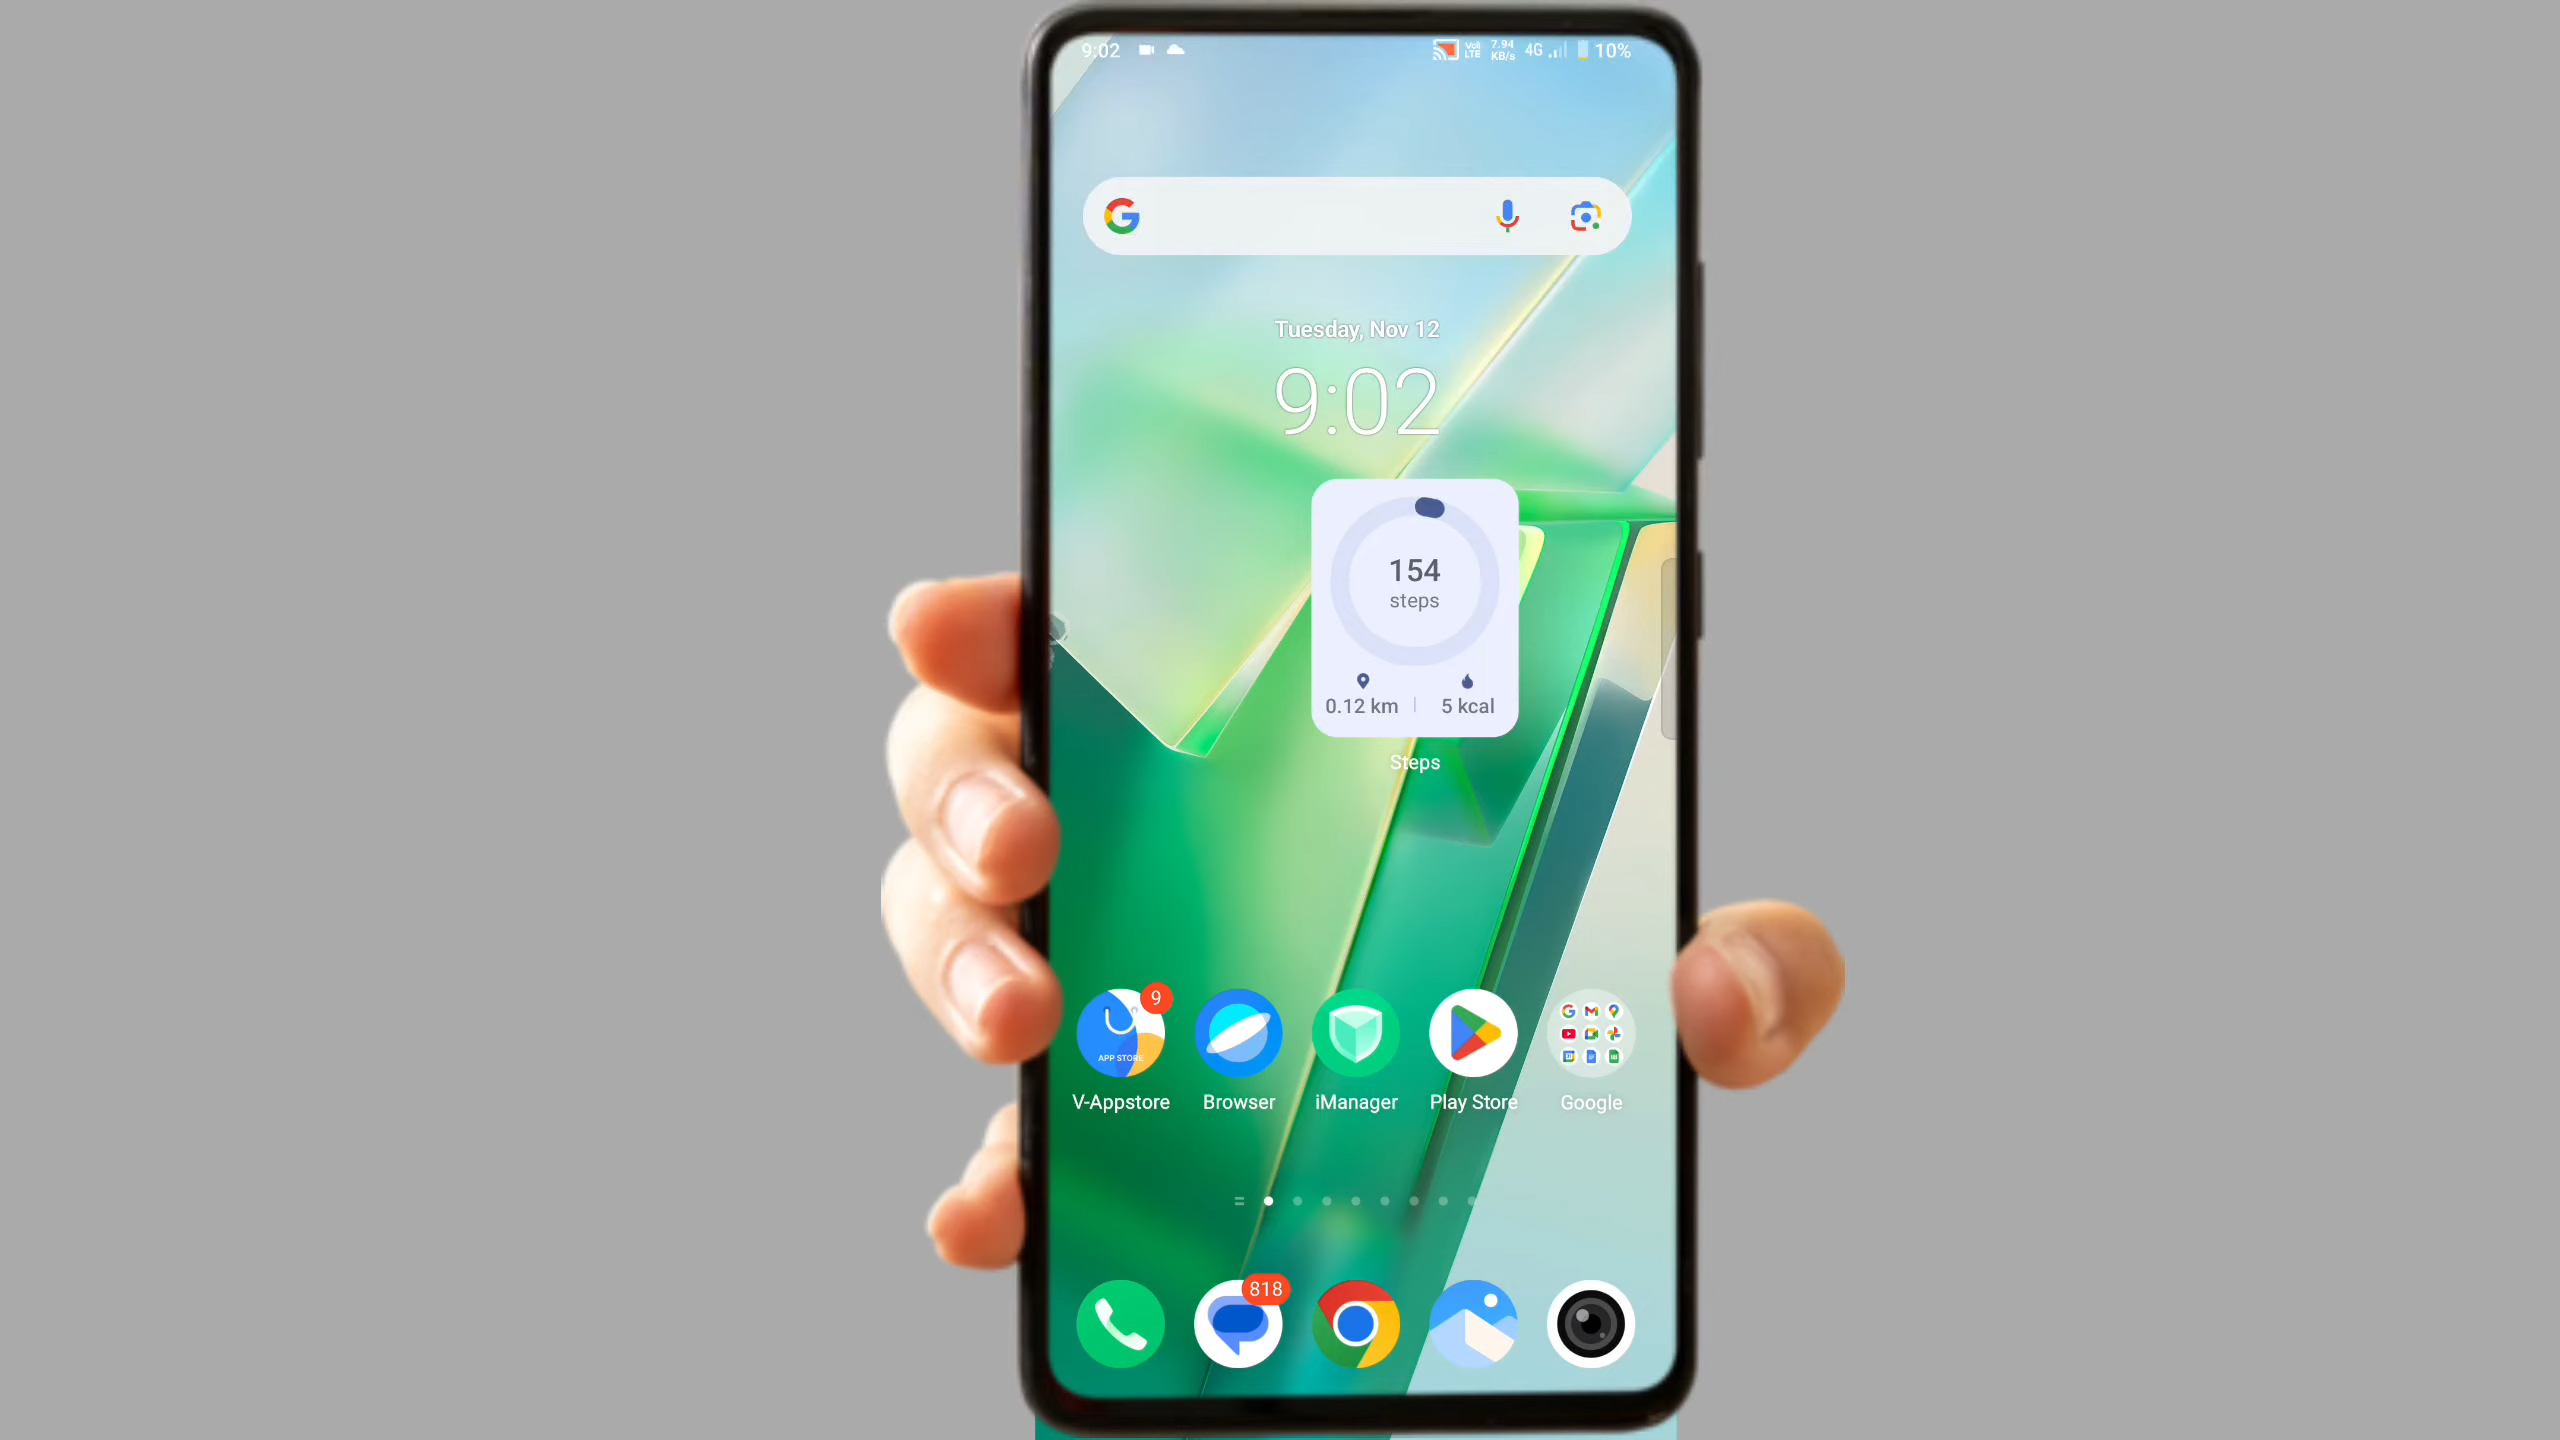 9:02 Vo) LTE 7.94 KB/s 4G 10%
Tuesday, Nov 12
9:02
154
steps
0.12 km 5 kcal
Steps
9
APP STORE
V-Appstore Browser iManager Play Store Google
818